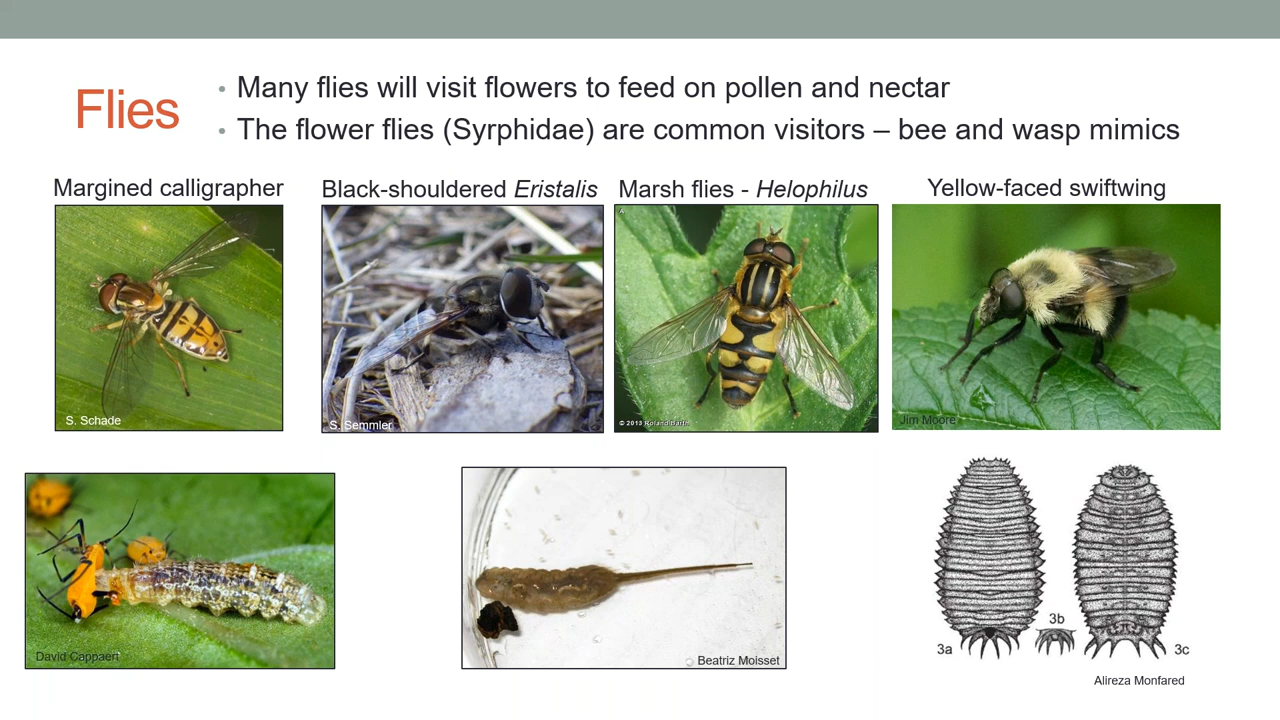 Flies
• Many flies will visit flowers to feed on pollen and nectar
• The flower flies (Syrphidae) are common visitors – bee and wasp mimics
Margined calligrapher
Black-shouldered Eristalis
Marsh flies - Helophilus
Yellow-faced swiftwing
A
S. Schade
S. Semmler
© 2013 Roland Barth
Jim Moore
David Cappaert
Beatriz Moisset
3a
3b
3c
Alireza Monfared